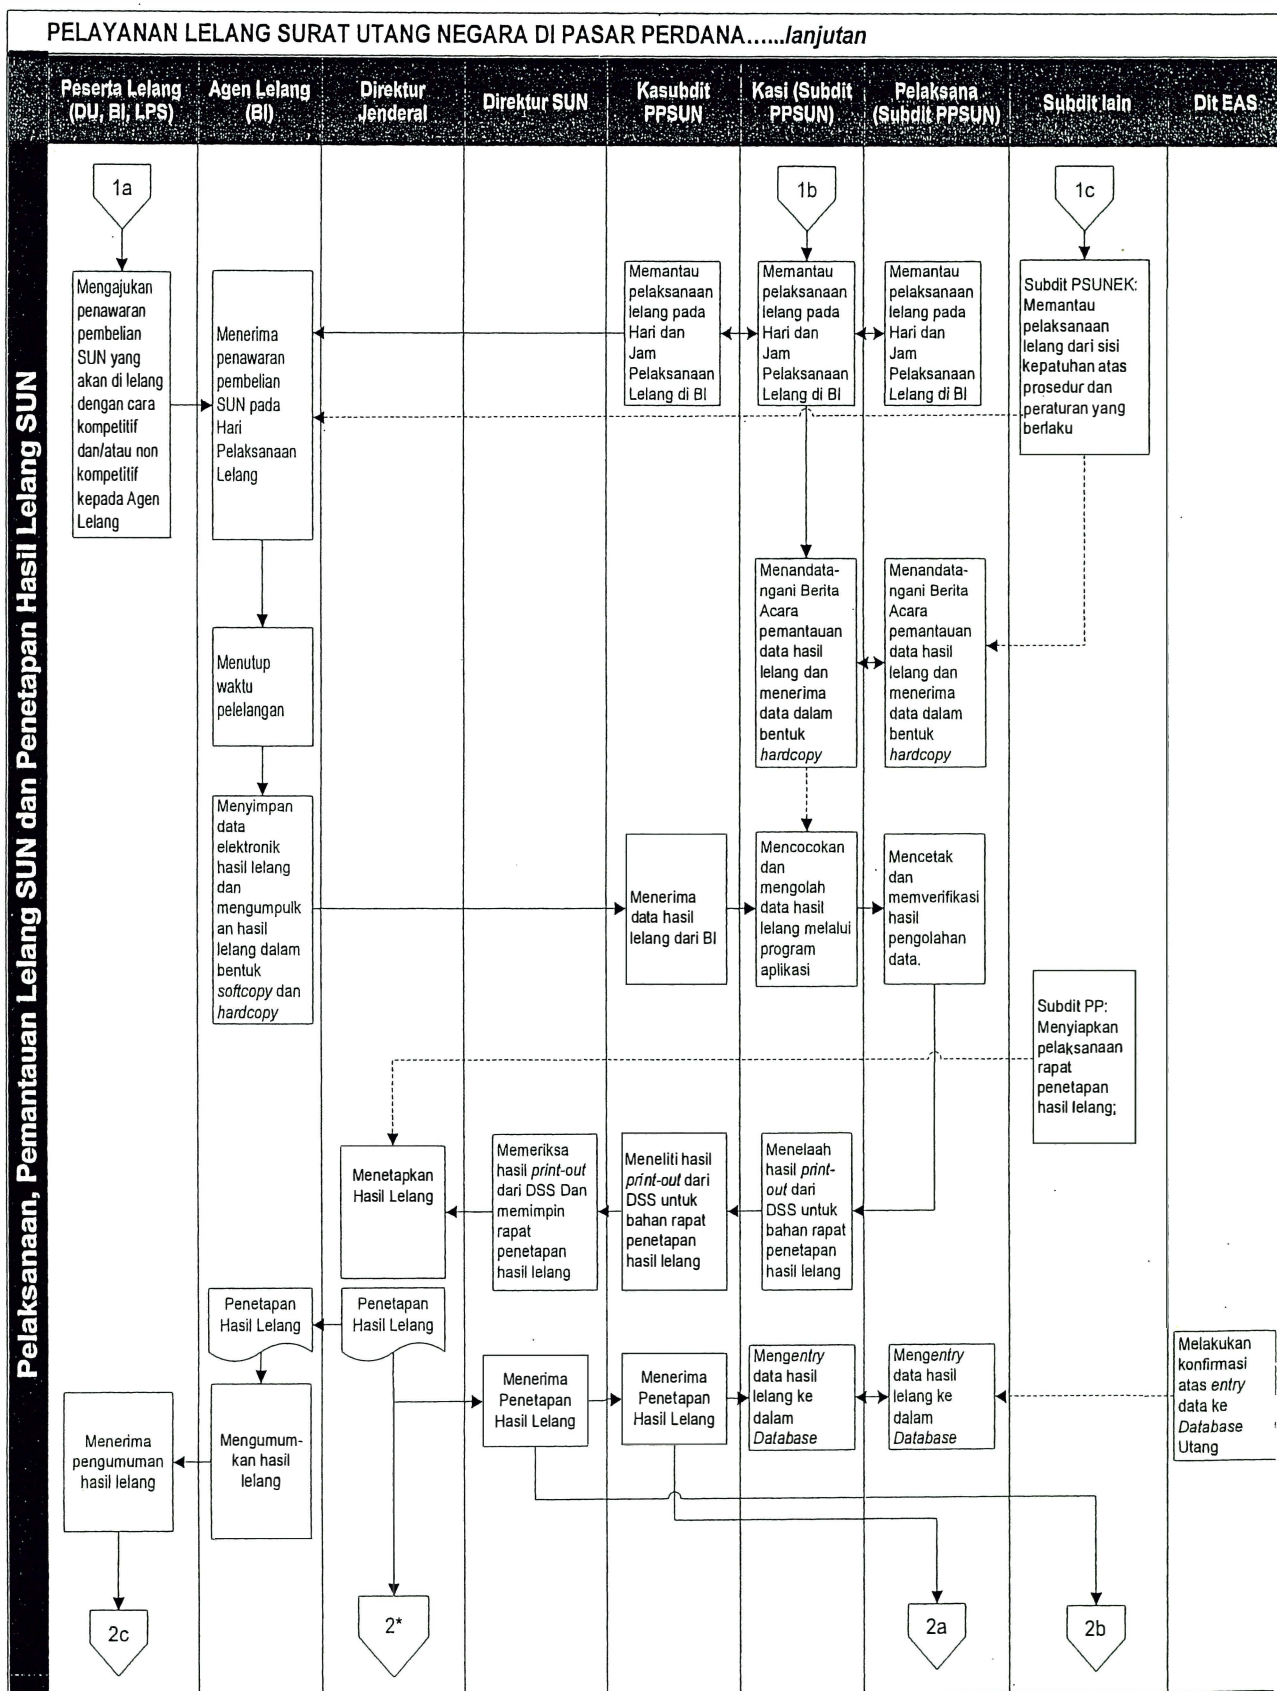 PELAYANAN LELANG SURAT UTANG NEGARA DI PASAR PERDANA......lanjutan
Peserta Lelang
(DU, BI, LPS)
Agen Lelang
(BI)
Direktur
Jenderal
Direktur SUN
Kasubdit
PPSUN
Kasi (Subdit
PPSUN)
Pelaksana
(Subdit PPSUN)
Subdit lain
Dit EAS
Pelaksanaan, Pemantauan Lelang SUN dan Penetapan Hasil Lelang SUN
1a
1b
1c
Mengajukan
penawaran
pembelian
SUN yang
akan di lelang
dengan cara
kompetitif
dan/atau non
kompetitif
kepada Agen
Lelang
Menerima
penawaran
pembelian
SUN pada
Hari
Pelaksanaan
Lelang
Memantau
pelaksanaan
lelang pada
Hari dan
Jam
Pelaksanaan
Lelang di BI
Memantau
pelaksanaan
lelang pada
Hari dan
Jam
Pelaksanaan
Lelang di BI
Memantau
pelaksanaan
lelang pada
Hari dan
Jam
Pelaksanaan
Lelang di BI
Subdit PSUNEK:
Memantau
pelaksanaan
lelang dari sisi
kepatuhan atas
prosedur dan
peraturan yang
berlaku
Menutup
waktu
pelelangan
Menandata-
ngani Berita
Acara
pemantauan
data hasil
lelang dan
menerima
data dalam
bentuk
hardcopy
Menandata-
ngani Berita
Acara
pemantauan
data hasil
lelang dan
menerima
data dalam
bentuk
hardcopy
Menyimpan
data
elektronik
hasil lelang
dan
mengumpulk
an hasil
lelang dalam
bentuk
softcopy dan
hardcopy
Menerima
data hasil
lelang dari BI
Mencocokan
dan
mengolah
data hasil
lelang melalui
program
aplikasi
Mencetak
dan
memverifikasi
hasil
pengolahan
data.
Subdit PP:
Menyiapkan
pelaksanaan
rapat
penetapan
hasil lelang;
Menetapkan
Hasil Lelang
Memeriksa
hasil print-out
dari DSS Dan
memimpin
rapat
penetapan
hasil lelang
Meneliti hasil
print-out dari
DSS untuk
bahan rapat
penetapan
hasil lelang
Menelaah
hasil print-
out dari
DSS untuk
bahan rapat
penetapan
hasil lelang
Penetapan
Hasil Lelang
Penetapan
Hasil Lelang
Menerima
Penetapan
Hasil Lelang
Menerima
Penetapan
Hasil Lelang
Mengentry
data hasil
lelang ke
dalam
Database
Mengentry
data hasil
lelang ke
dalam
Database
Melakukan
konfirmasi
atas entry
data ke
Database
Utang
Menerima
pengumuman
hasil lelang
Mengumum-
kan hasil
lelang
2c
2*
2a
2b